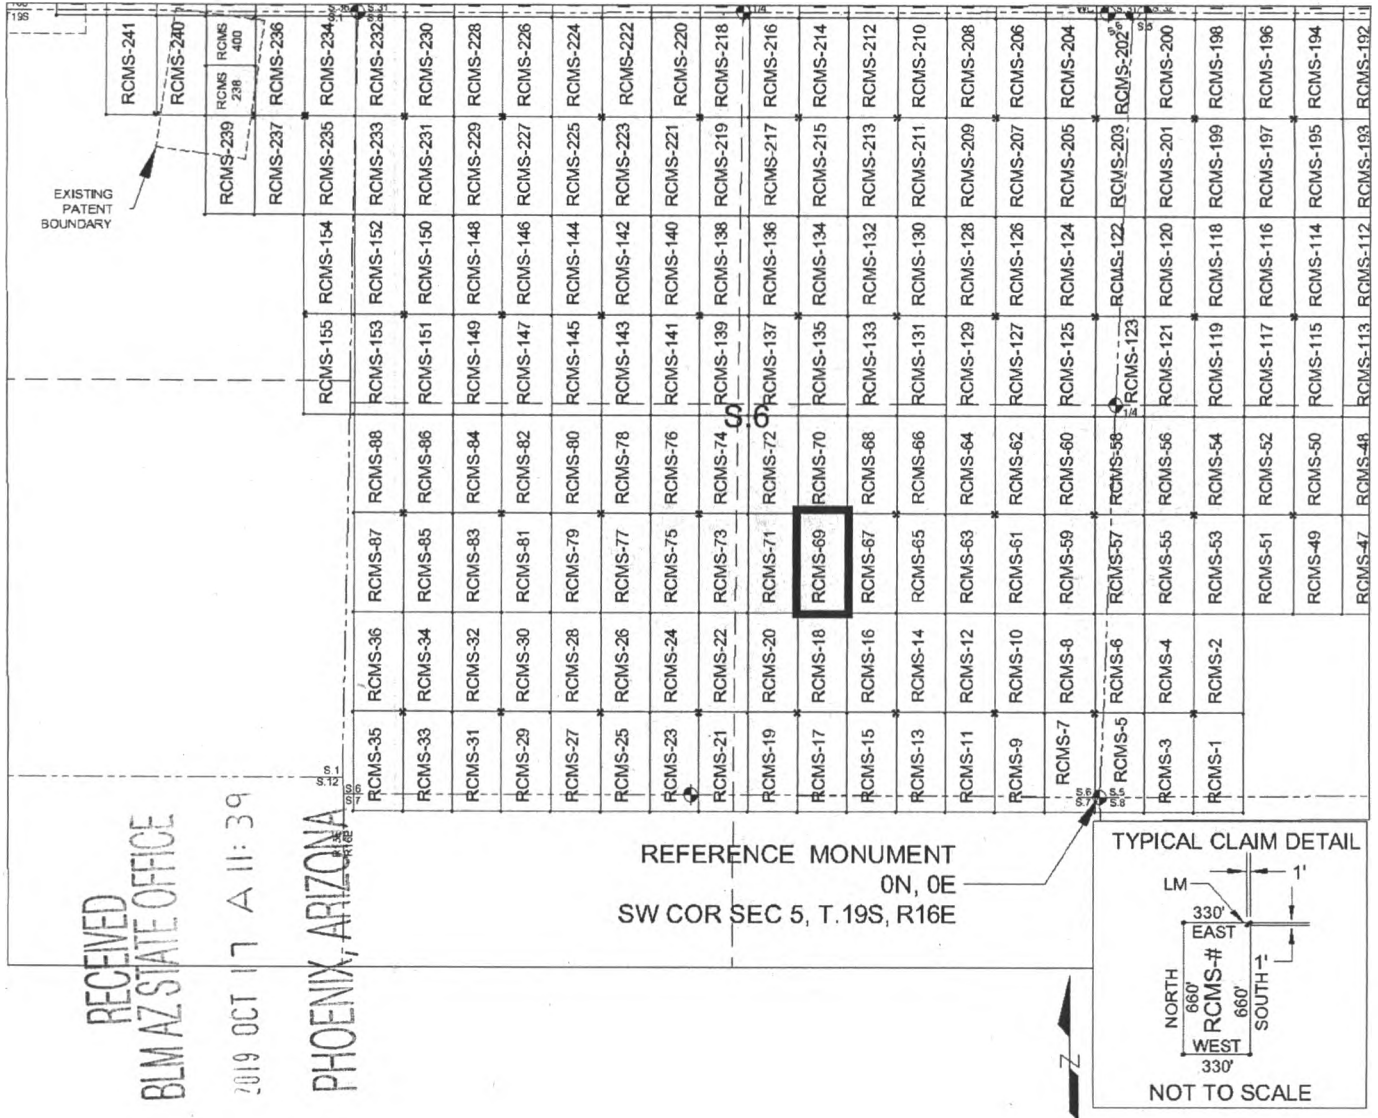 19S
S.1
S.6
1/4
S.6
S.5
RCMS-241
RCMS-240
RCMS
400
RCMS
238
RCMS-236
RCMS-234
RCMS-232
RCMS-230
RCMS-228
RCMS-226
RCMS-224
RCMS-222
RCMS-220
RCMS-218
RCMS-216
RCMS-214
RCMS-212
RCMS-210
RCMS-208
RCMS-206
RCMS-204
RCMS-202
RCMS-200
RCMS-198
RCMS-196
RCMS-194
RCMS-192
RCMS-239
RCMS-237
RCMS-235
RCMS-233
RCMS-231
RCMS-229
RCMS-227
RCMS-225
RCMS-223
RCMS-221
RCMS-219
RCMS-217
RCMS-215
RCMS-213
RCMS-211
RCMS-209
RCMS-207
RCMS-205
RCMS-203
RCMS-201
RCMS-199
RCMS-197
RCMS-195
RCMS-193
EXISTING
PATENT
BOUNDARY
RCMS-154
RCMS-152
RCMS-150
RCMS-148
RCMS-146
RCMS-144
RCMS-142
RCMS-140
RCMS-138
RCMS-136
RCMS-134
RCMS-132
RCMS-130
RCMS-128
RCMS-126
RCMS-124
RCMS-122
RCMS-120
RCMS-118
RCMS-116
RCMS-114
RCMS-112
RCMS-155
RCMS-153
RCMS-151
RCMS-149
RCMS-147
RCMS-145
RCMS-143
RCMS-141
RCMS-139
RCMS-137
RCMS-135
RCMS-133
RCMS-131
RCMS-129
RCMS-127
RCMS-125
RCMS-123
RCMS-121
RCMS-119
RCMS-117
RCMS-115
RCMS-113
S.6
1/4
RCMS-88
RCMS-86
RCMS-84
RCMS-82
RCMS-80
RCMS-78
RCMS-76
RCMS-74
RCMS-72
RCMS-70
RCMS-68
RCMS-66
RCMS-64
RCMS-62
RCMS-60
RCMS-58
RCMS-56
RCMS-54
RCMS-52
RCMS-50
RCMS-48
RCMS-87
RCMS-85
RCMS-83
RCMS-81
RCMS-79
RCMS-77
RCMS-75
RCMS-73
RCMS-71
RCMS-69
RCMS-67
RCMS-65
RCMS-63
RCMS-61
RCMS-59
RCMS-57
RCMS-55
RCMS-53
RCMS-51
RCMS-49
RCMS-47
RCMS-36
RCMS-34
RCMS-32
RCMS-30
RCMS-28
RCMS-26
RCMS-24
RCMS-22
RCMS-20
RCMS-18
RCMS-16
RCMS-14
RCMS-12
RCMS-10
RCMS-8
RCMS-6
RCMS-4
RCMS-2
RCMS-35
RCMS-33
RCMS-31
RCMS-29
RCMS-27
RCMS-25
RCMS-23
RCMS-21
RCMS-19
RCMS-17
RCMS-15
RCMS-13
RCMS-11
RCMS-9
RCMS-7
RCMS-5
RCMS-3
RCMS-1
S.1
S.12
S.6
S.7
S.6
S.7
S.5
S.8
RECEIVED
BLM AZ STATE OFFICE
2019 OCT 17 A 11: 39
PHOENIX, ARIZONA
REFERENCE MONUMENT
0N, 0E
SW COR SEC 5, T.19S, R16E
Z
TYPICAL CLAIM DETAIL
LM
1'
330'
EAST
NORTH
660'
RCMS-#
660'
SOUTH
1'
WEST
330'
NOT TO SCALE